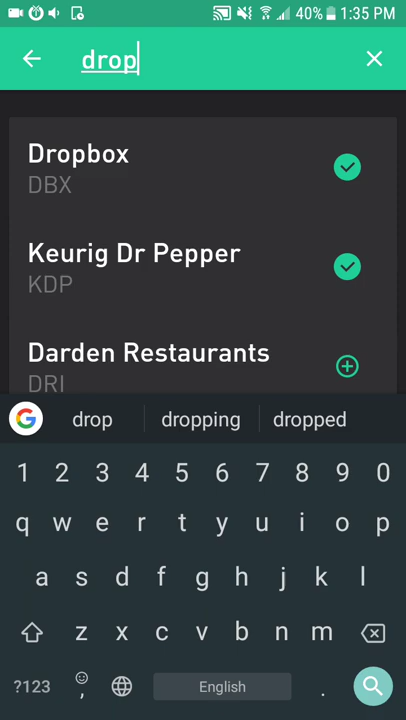 40% 1:35 PM
drop
Dropbox
DBX
Keurig Dr Pepper
KDP
Darden Restaurants
DRI
drop dropping dropped
1 2 3 4 5 6 7 8 9 0
q w e r t y u i o p
a s d f g h j k l
z x c v b n m
?123 , English .